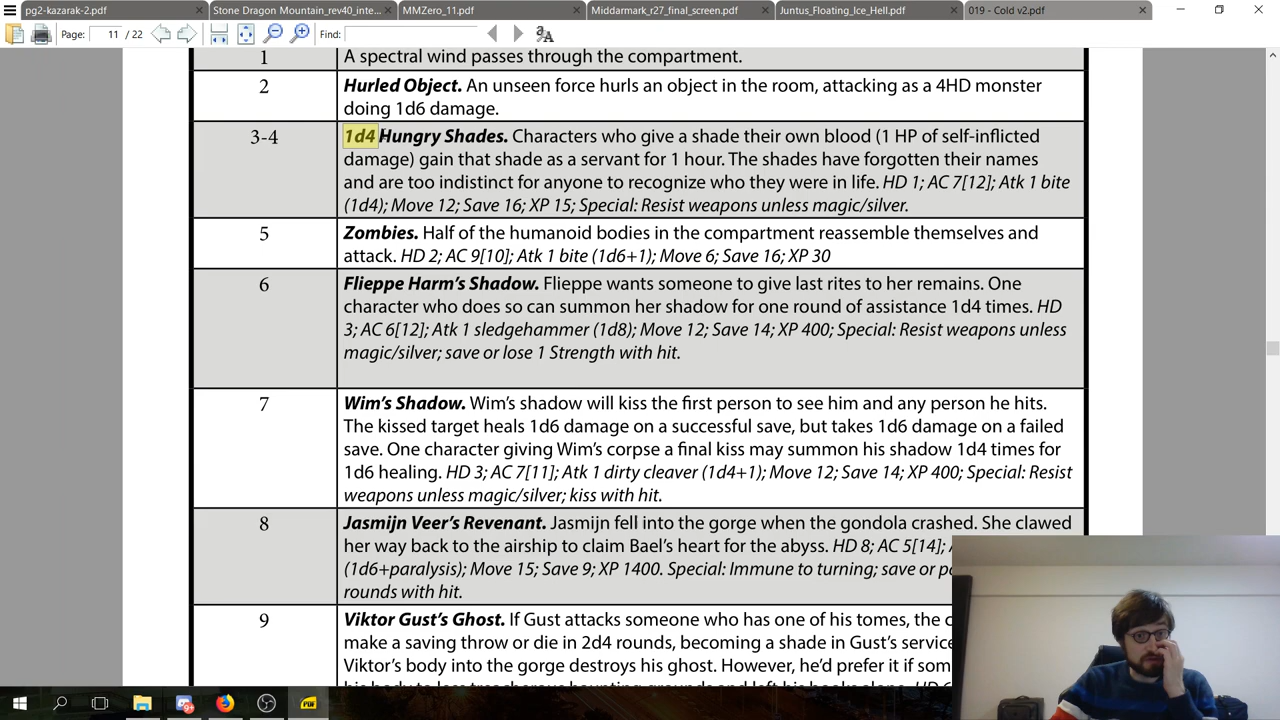 pg2-kazarak-2.pdf
Stone Dragon Mountain_rev40_inte...
MMZero_11.pdf
Middarmark_r27_final_screen.pdf
Juntus_Floating_Ice_Hell.pdf
019 - Cold v2.pdf
Page: 11 / 22
Find:
1 A spectral wind passes through the compartment.
2 Hurled Object. An unseen force hurls an object in the room, attacking as a 4HD monster
doing 1d6 damage.
3-4 1d4 Hungry Shades. Characters who give a shade their own blood (1 HP of self-inflicted
damage) gain that shade as a servant for 1 hour. The shades have forgotten their names
and are too indistinct for anyone to recognize who they were in life. HD 1; AC 7[12]; Atk 1 bite
(1d4); Move 12; Save 16; XP 15; Special: Resist weapons unless magic/silver.
5 Zombies. Half of the humanoid bodies in the compartment reassemble themselves and
attack. HD 2; AC 9[10]; Atk 1 bite (1d6+1); Move 6; Save 16; XP 30
6 Flieppe Harm's Shadow. Flieppe wants someone to give last rites to her remains. One
character who does so can summon her shadow for one round of assistance 1d4 times. HD
3; AC 6[12]; Atk 1 sledgehammer (1d8); Move 12; Save 14; XP 400; Special: Resist weapons unless
magic/silver; save or lose 1 Strength with hit.
7 Wim's Shadow. Wim's shadow will kiss the first person to see him and any person he hits.
The kissed target heals 1d6 damage on a successful save, but takes 1d6 damage on a failed
save. One character giving Wim's corpse a final kiss may summon his shadow 1d4 times for
1d6 healing. HD 3; AC 7[11]; Atk 1 dirty cleaver (1d4+1); Move 12; Save 14; XP 400; Special: Resist
weapons unless magic/silver; kiss with hit.
8 Jasmijn Veer's Revenant. Jasmijn fell into the gorge when the gondola crashed. She clawed
her way back to the airship to claim Bael's heart for the abyss. HD 8; AC 5[14];
(1d6+paralysis); Move 15; Save 9; XP 1400. Special: Immune to turning; save or
rounds with hit.
9 Viktor Gust's Ghost. If Gust attacks someone who has one of his tomes, the
make a saving throw or die in 2d4 rounds, becoming a shade in Gust's service
Viktor's body into the gorge destroys his ghost. However, he'd prefer it if